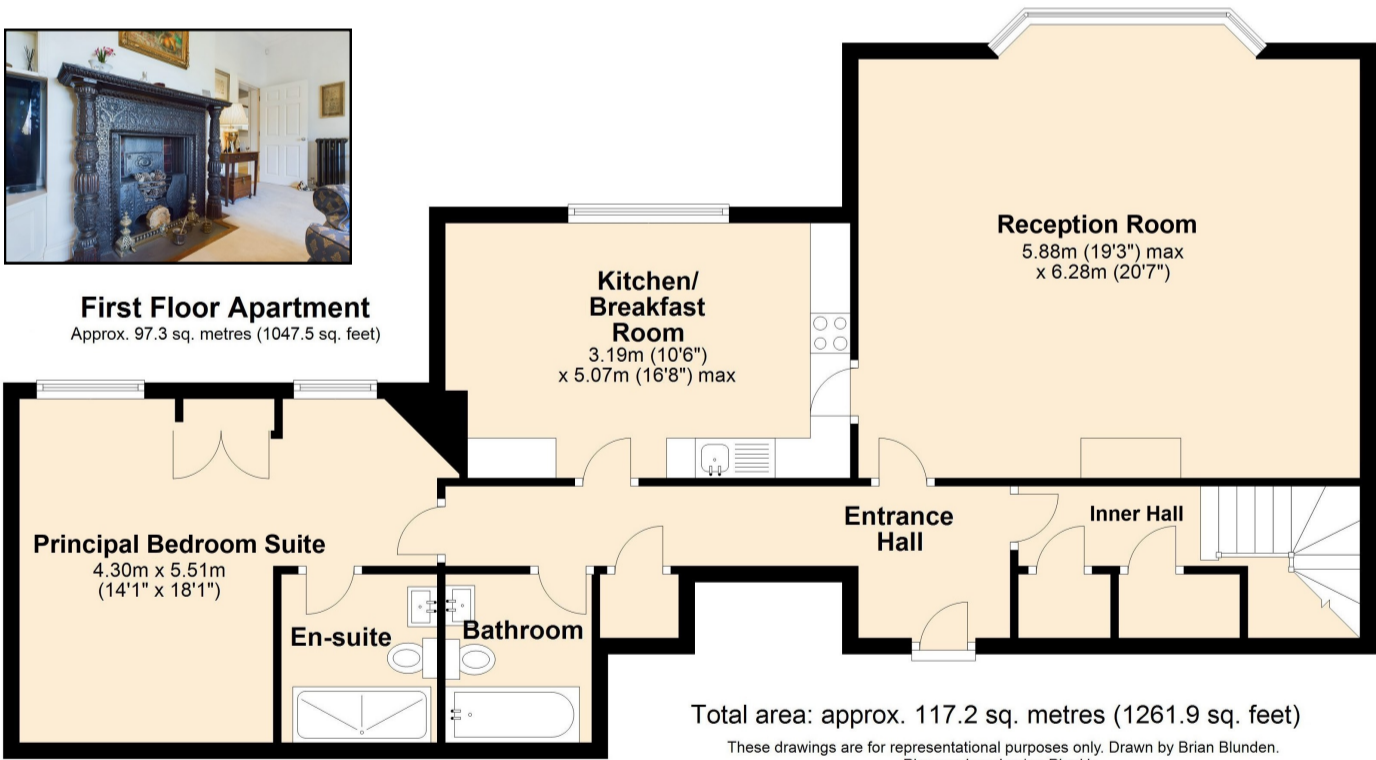 First Floor Apartment
Approx. 97.3 sq. metres (1047.5 sq. feet)
Reception Room
5.88m (19'3") max
x 6.28m (20'7")
Kitchen/
Breakfast
Room
3.19m (10'6")
x 5.07m (16'8") max
Principal Bedroom Suite
4.30m x 5.51m
(14'1" x 18'1")
En-suite
Bathroom
Entrance
Hall
Inner Hall
Total area: approx. 117.2 sq. metres (1261.9 sq. feet)
These drawings are for representational purposes only. Drawn by Brian Blunden.